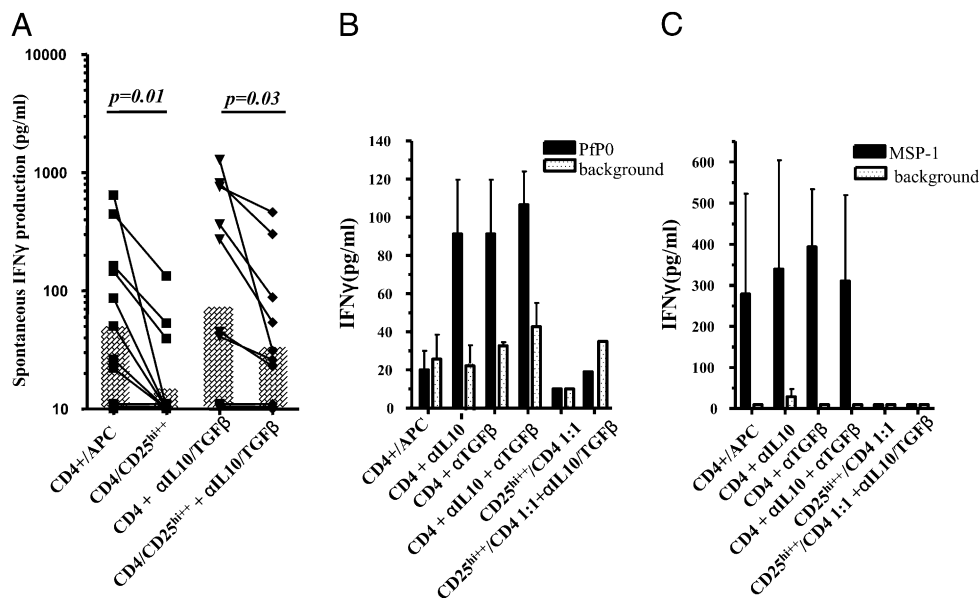 A
B
C
Spontaneous IFNγ production (pg/ml)
10000
1000
100
10
p=0.01
p=0.03
CD4+/APC
CD4/CD25hi++
CD4 + αIL10/TGFβ
CD4/CD25hi++ + αIL10/TGFβ
IFNγ(pg/ml)
140
120
100
80
60
40
20
0
PfP0
background
CD4+/APC
CD4 + αIL10
CD4 + αTGFβ
CD4 + αIL10 + αTGFβ
CD25hi++/CD4 1:1
CD25hi++/CD4 1:1+αIL10/TGFβ
IFNγ(pg/ml)
600
500
400
300
200
100
0
MSP-1
background
CD4+/APC
CD4 + αIL10
CD4 + αTGFβ
CD4 + αIL10 + αTGFβ
CD25hi++/CD4 1:1
CD25hi++/CD4 1:1 +αIL10/TGFβ